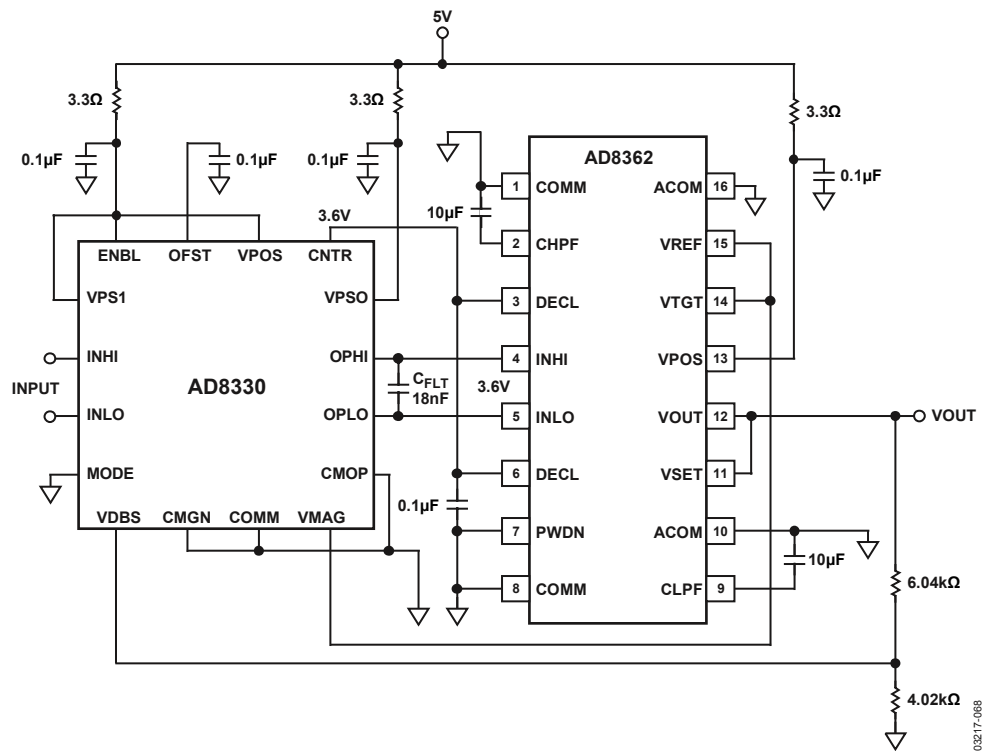 5V
3.3Ω
3.3Ω
3.3Ω
0.1µF
0.1µF
0.1µF
0.1µF
3.6V
10µF
AD8362
1 COMM
ACOM 16
2 CHPF
VREF 15
3 DECL
VTGT 14
4 INHI
VPOS 13
5 INLO
VOUT 12
6 DECL
VSET 11
7 PWDN
ACOM 10
8 COMM
CLPF 9
ENBL
OFST
VPOS
CNTR
VPS1
VPSO
INHI
OPHI
INPUT
AD8330
CFLT
18nF
3.6V
INLO
OPLO
MODE
CMOP
VDBS
CMGN
COMM
VMAG
0.1µF
VOUT
10µF
6.04kΩ
4.02kΩ
03217-068